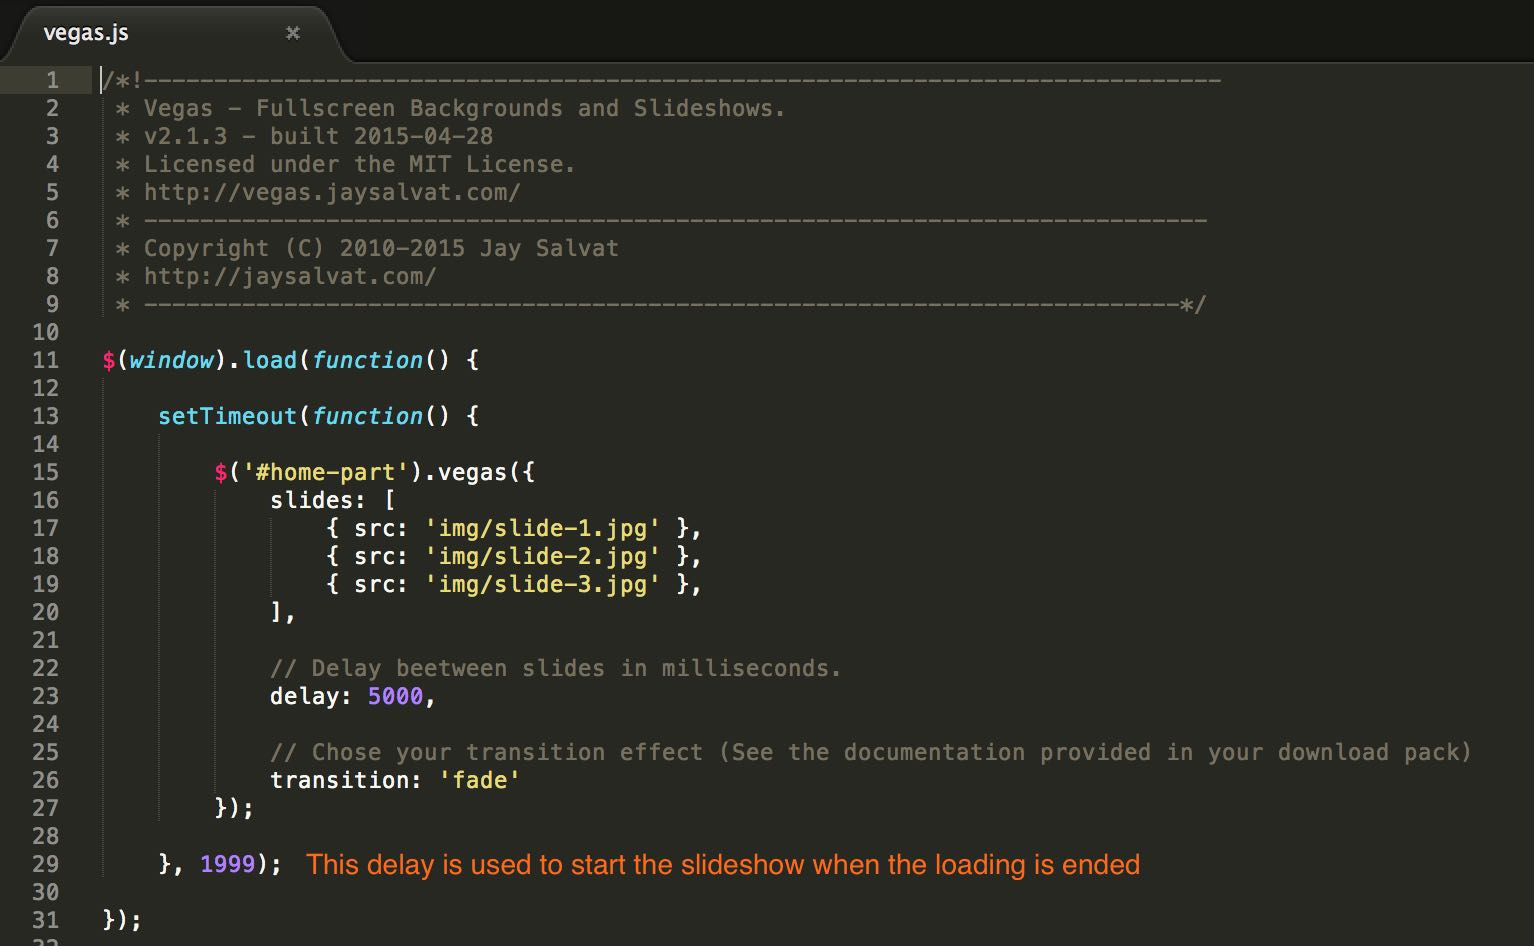 vegas.js ×
1 /*!-----------------------------------------------------------------------------
2 * Vegas - Fullscreen Backgrounds and Slideshows.
3 * v2.1.3 - built 2015-04-28
4 * Licensed under the MIT License.
5 * http://vegas.jaysalvat.com/
6 * ----------------------------------------------------------------------------
7 * Copyright (C) 2010-2015 Jay Salvat
8 * http://jaysalvat.com/
9 * --------------------------------------------------------------------------*/
10
11 $(window).load(function() {
12
13 setTimeout(function() {
14
15 $('#home-part').vegas({
16 slides: [
17 { src: 'img/slide-1.jpg' },
18 { src: 'img/slide-2.jpg' },
19 { src: 'img/slide-3.jpg' },
20 ],
21
22 // Delay beetween slides in milliseconds.
23 delay: 5000,
24
25 // Chose your transition effect (See the documentation provided in your download pack)
26 transition: 'fade'
27 });
28
29 }, 1999); This delay is used to start the slideshow when the loading is ended
30
31 });